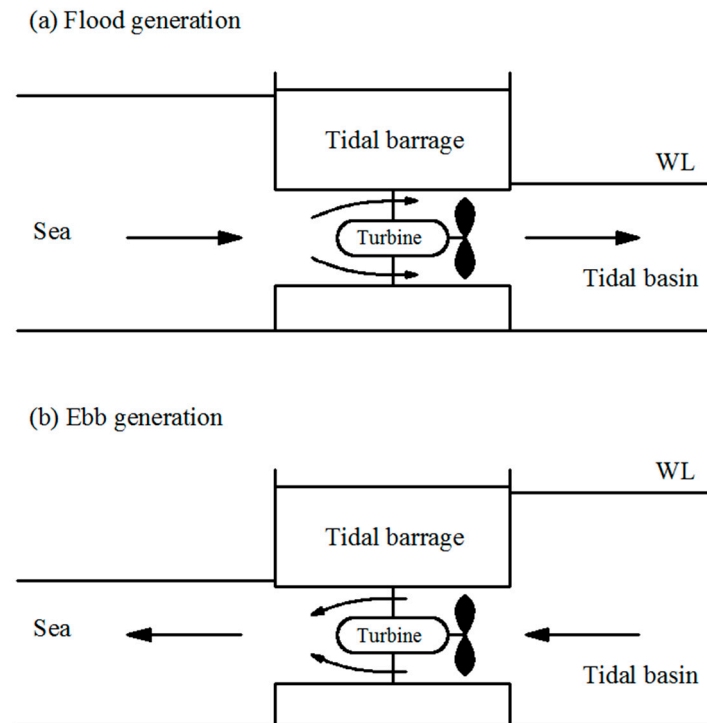 (a) Flood generation
Tidal barrage
WL
Sea
Turbine
Tidal basin
(b) Ebb generation
WL
Tidal barrage
Sea
Turbine
Tidal basin